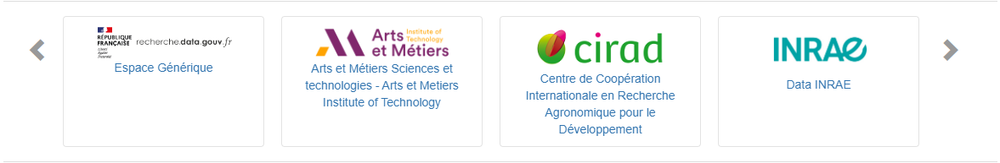 RÉPUBLIQUE
FRANÇAISE
Liberté
Égalité
Fraternité
recherche.data.gouv.fr
Espace Générique
Arts
et Métiers
Institute of
Technology
Arts et Métiers Sciences et
technologies - Arts et Metiers
Institute of Technology
cirad
Centre de Coopération
Internationale en Recherche
Agronomique pour le
Développement
INRAE
Data INRAE